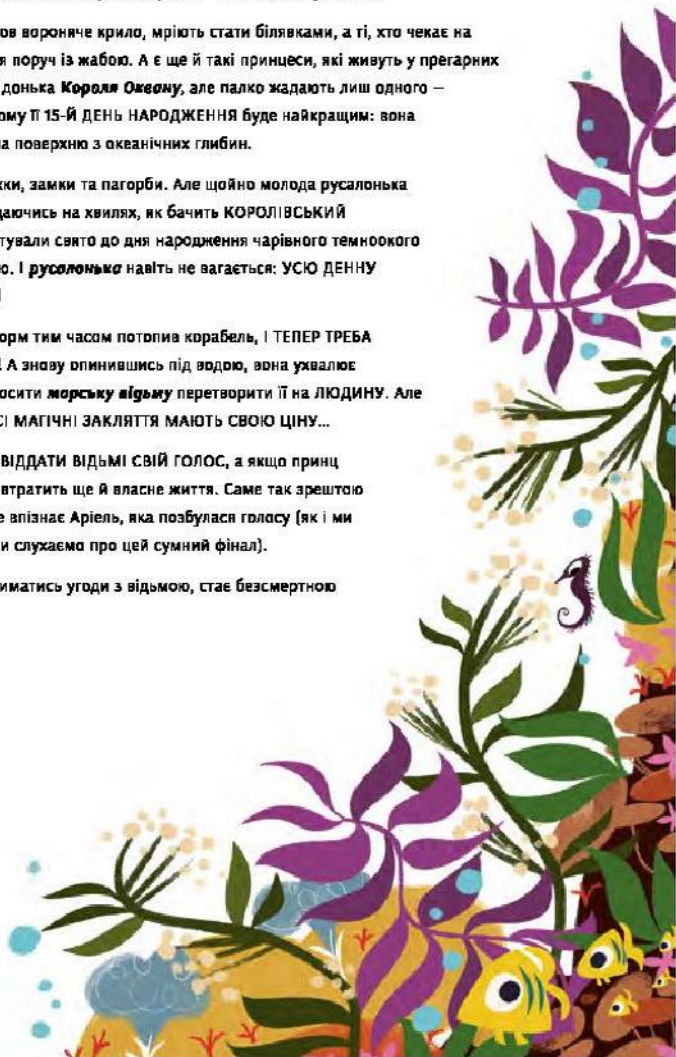 ов вороняче крило, мріють стати білявками, а ті, хто чекає на
я поруч із жабою. А є ще й такі принцеси, які живуть у прегарних
донька Короля Океану, але палко жадають лиш одного —
ому її 15-Й ДЕНЬ НАРОДЖЕННЯ буде найкращим: вона
а поверхню з океанічних глибин.
ки, замки та пагорби. Але щойно молода русалонька
даючись на хвилях, як бачить КОРОЛІВСЬКИЙ
тували свято до дня народження чарівного темноокого
ю. І русалонька навіть не вагається: УСЮ ДЕННУ
орм тим часом потопив корабель, І ТЕПЕР ТРЕБА
! А знову опинившись під водою, вона ухвалює
осити морську відьму перетворити її на ЛЮДИНУ. Але
СІ МАГІЧНІ ЗАКЛЯТТЯ МАЮТЬ СВОЮ ЦІНУ...
ВІДДАТИ ВІДЬМІ СВІЙ ГОЛОС, а якщо принц
втратить ще й власне життя. Саме так зрештою
е впізнає Аріель, яка позбулася голосу (як і ми
и слухаємо про цей сумний фінал).
иматись угоди з відьмою, стає безсмертною